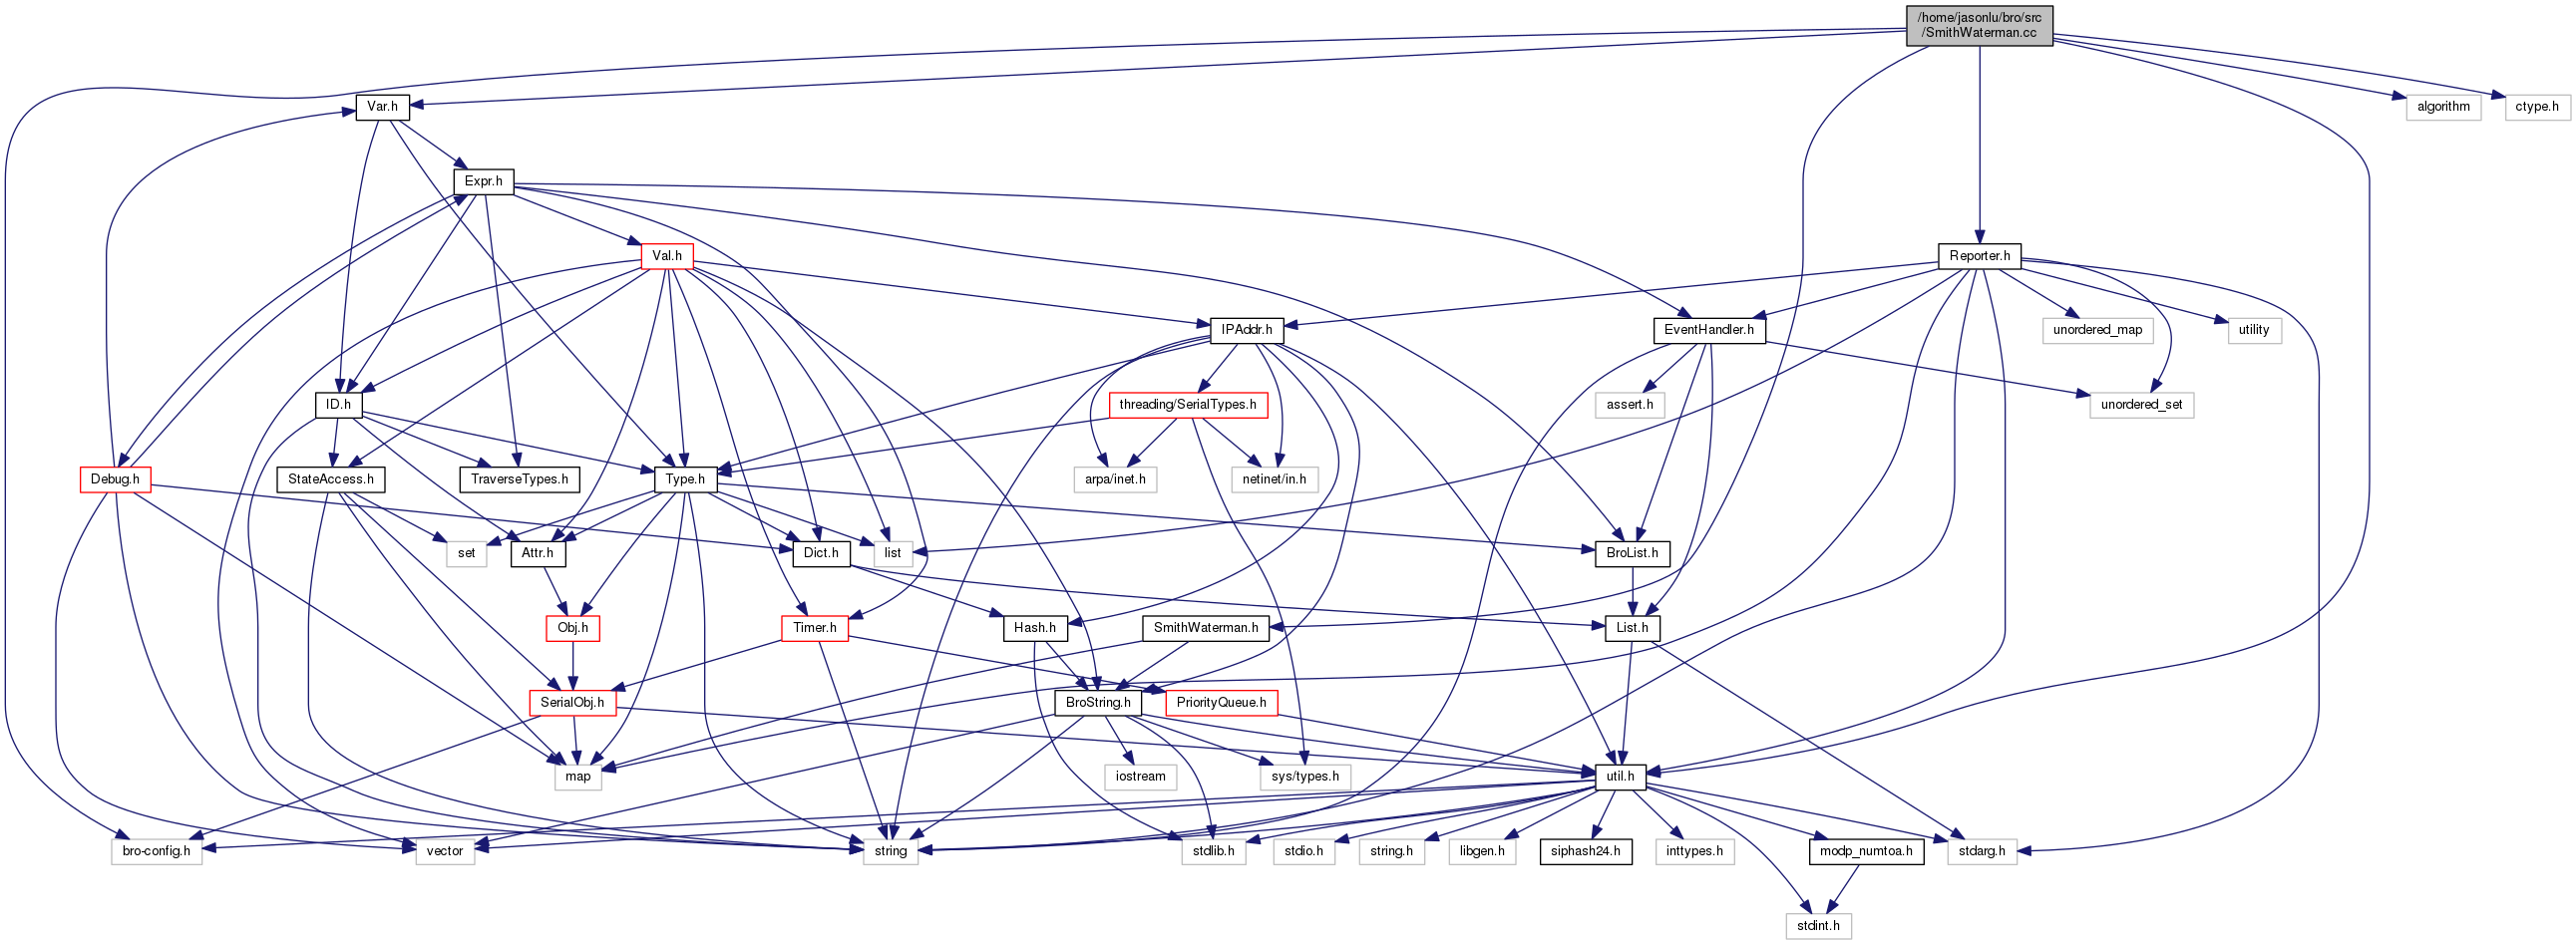 /home/jasonlu/bro/src
/SmithWaterman.cc
Var.h
algorithm
ctype.h
Expr.h
Val.h
Reporter.h
IPAddr.h
EventHandler.h
unordered_map
utility
ID.h
threading/SerialTypes.h
assert.h
unordered_set
Debug.h
StateAccess.h
TraverseTypes.h
Type.h
arpa/inet.h
netinet/in.h
set
Attr.h
Dict.h
list
BroList.h
Obj.h
Timer.h
Hash.h
SmithWaterman.h
List.h
SerialObj.h
BroString.h
PriorityQueue.h
map
iostream
sys/types.h
util.h
bro-config.h
vector
string
stdlib.h
stdio.h
string.h
libgen.h
siphash24.h
inttypes.h
modp_numtoa.h
stdarg.h
stdint.h